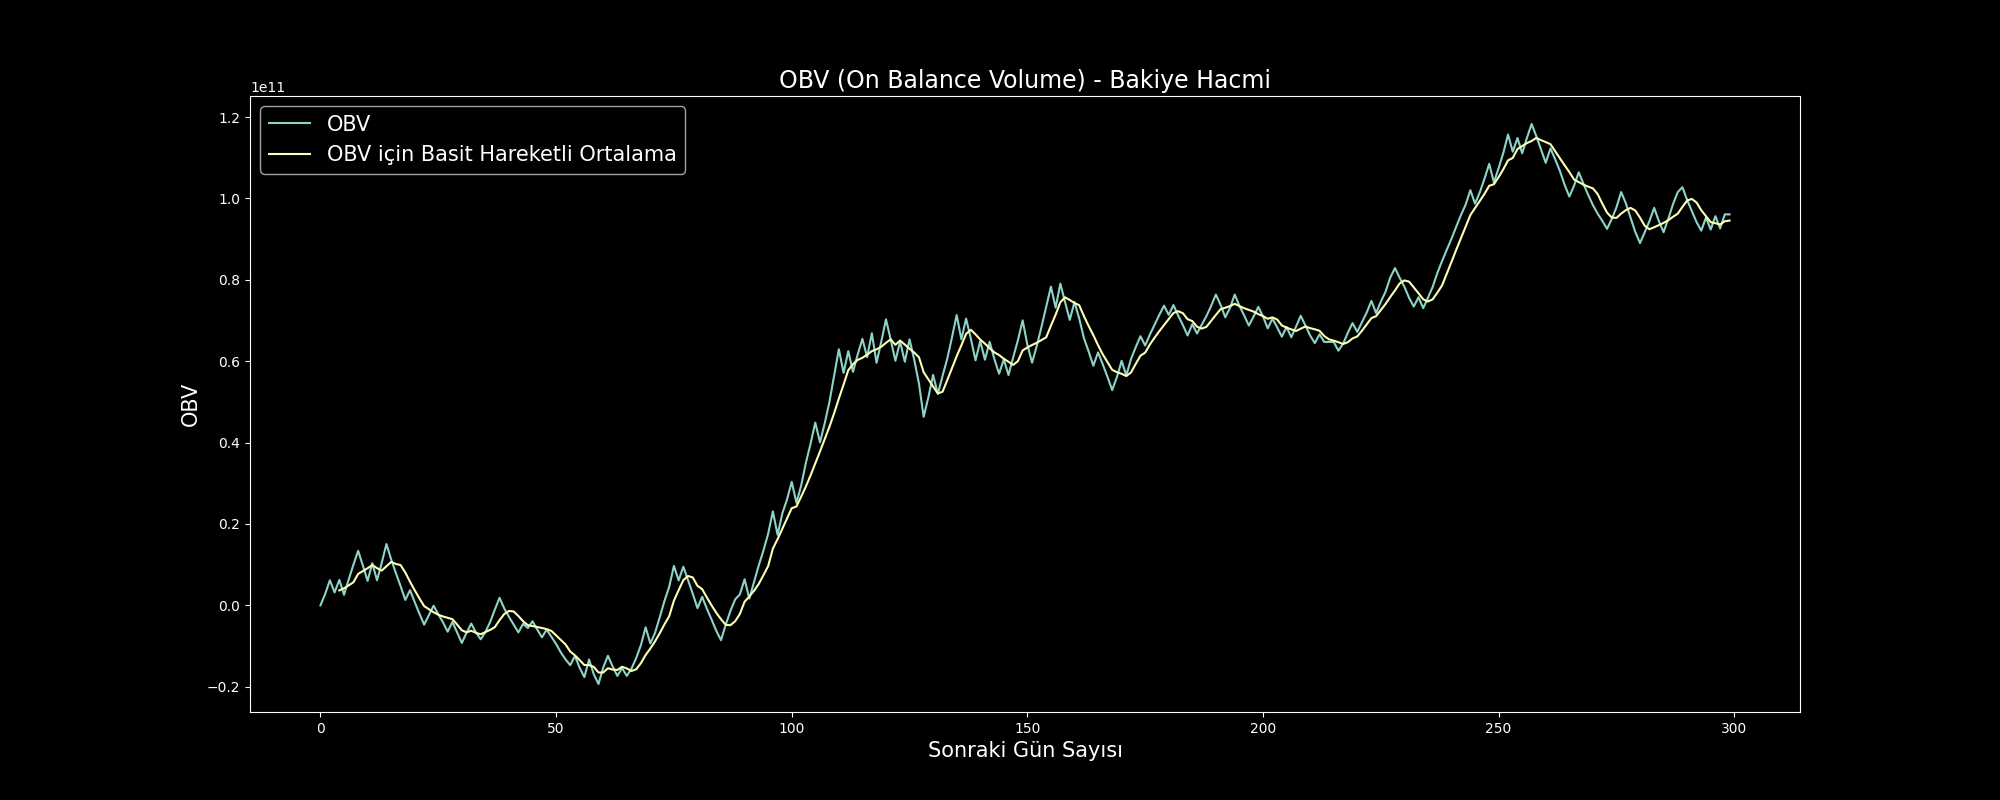 OBV (On Balance Volume) - Bakiye Hacmi
1e11
OBV
OBV için Basit Hareketli Ortalama
1.2
1.0
0.8
0.6
0.4
0.2
0.0
−0.2
OBV
0 50 100 150 200 250 300
Sonraki Gün Sayısı